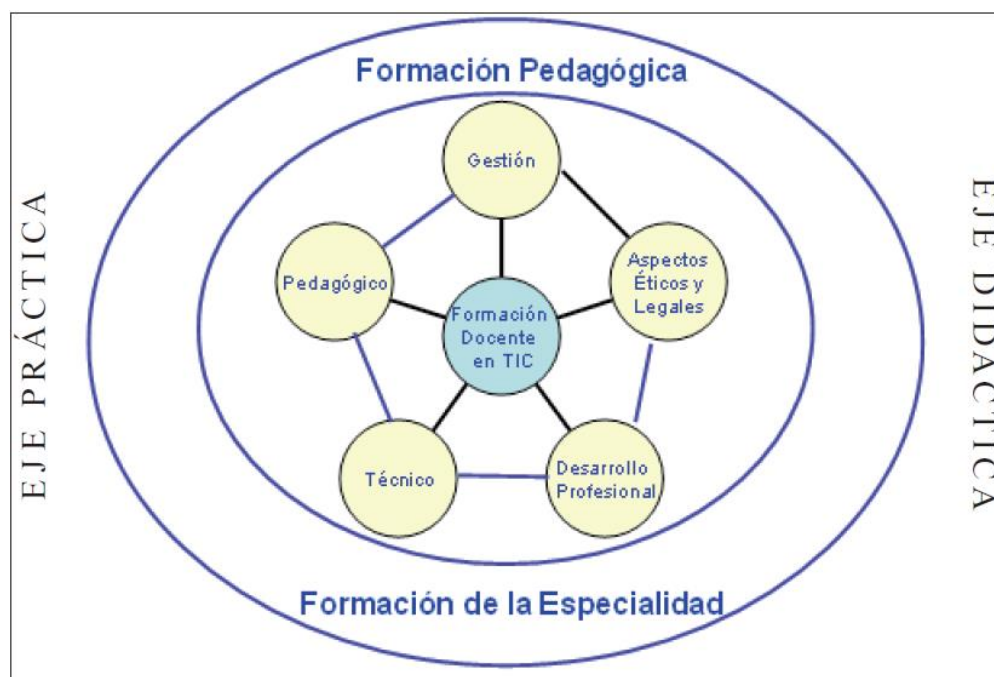 Formación Pedagógica
Gestión
Pedagógico
Aspectos
Éticos y
Legales
Formación
Docente
en TIC
Técnico
Desarrollo
Profesional
Formación de la Especialidad
EJE PRÁCTICA
EJE DIDACTICA